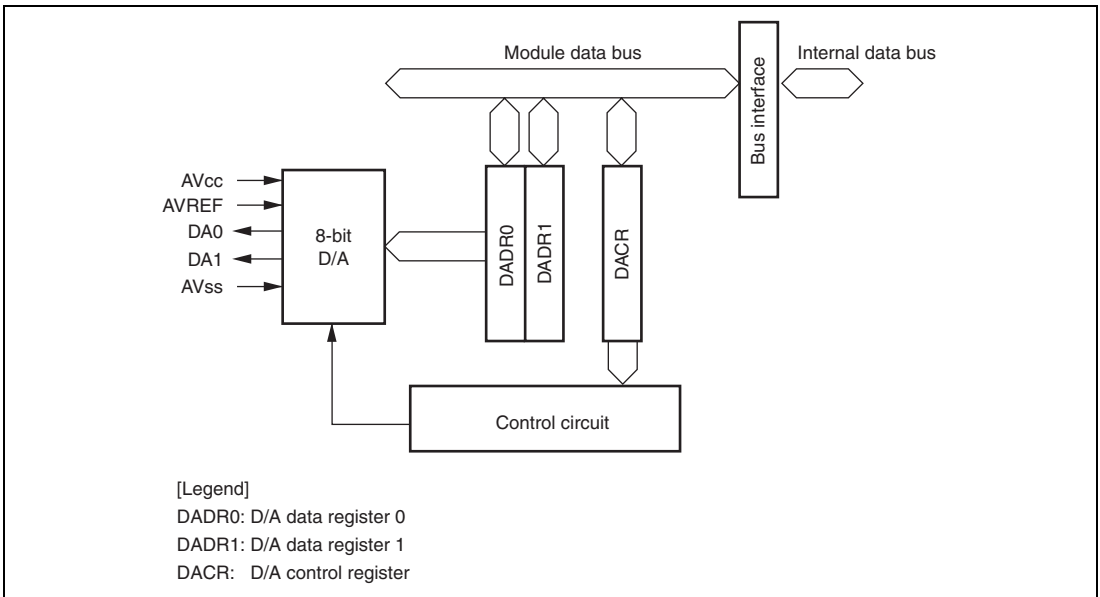 Module data bus
Internal data bus
Bus interface
AVcc
AVREF
DA0
DA1
AVss
8-bit
D/A
DADR0
DADR1
DACR
Control circuit
[Legend]
DADR0: D/A data register 0
DADR1: D/A data register 1
DACR: D/A control register